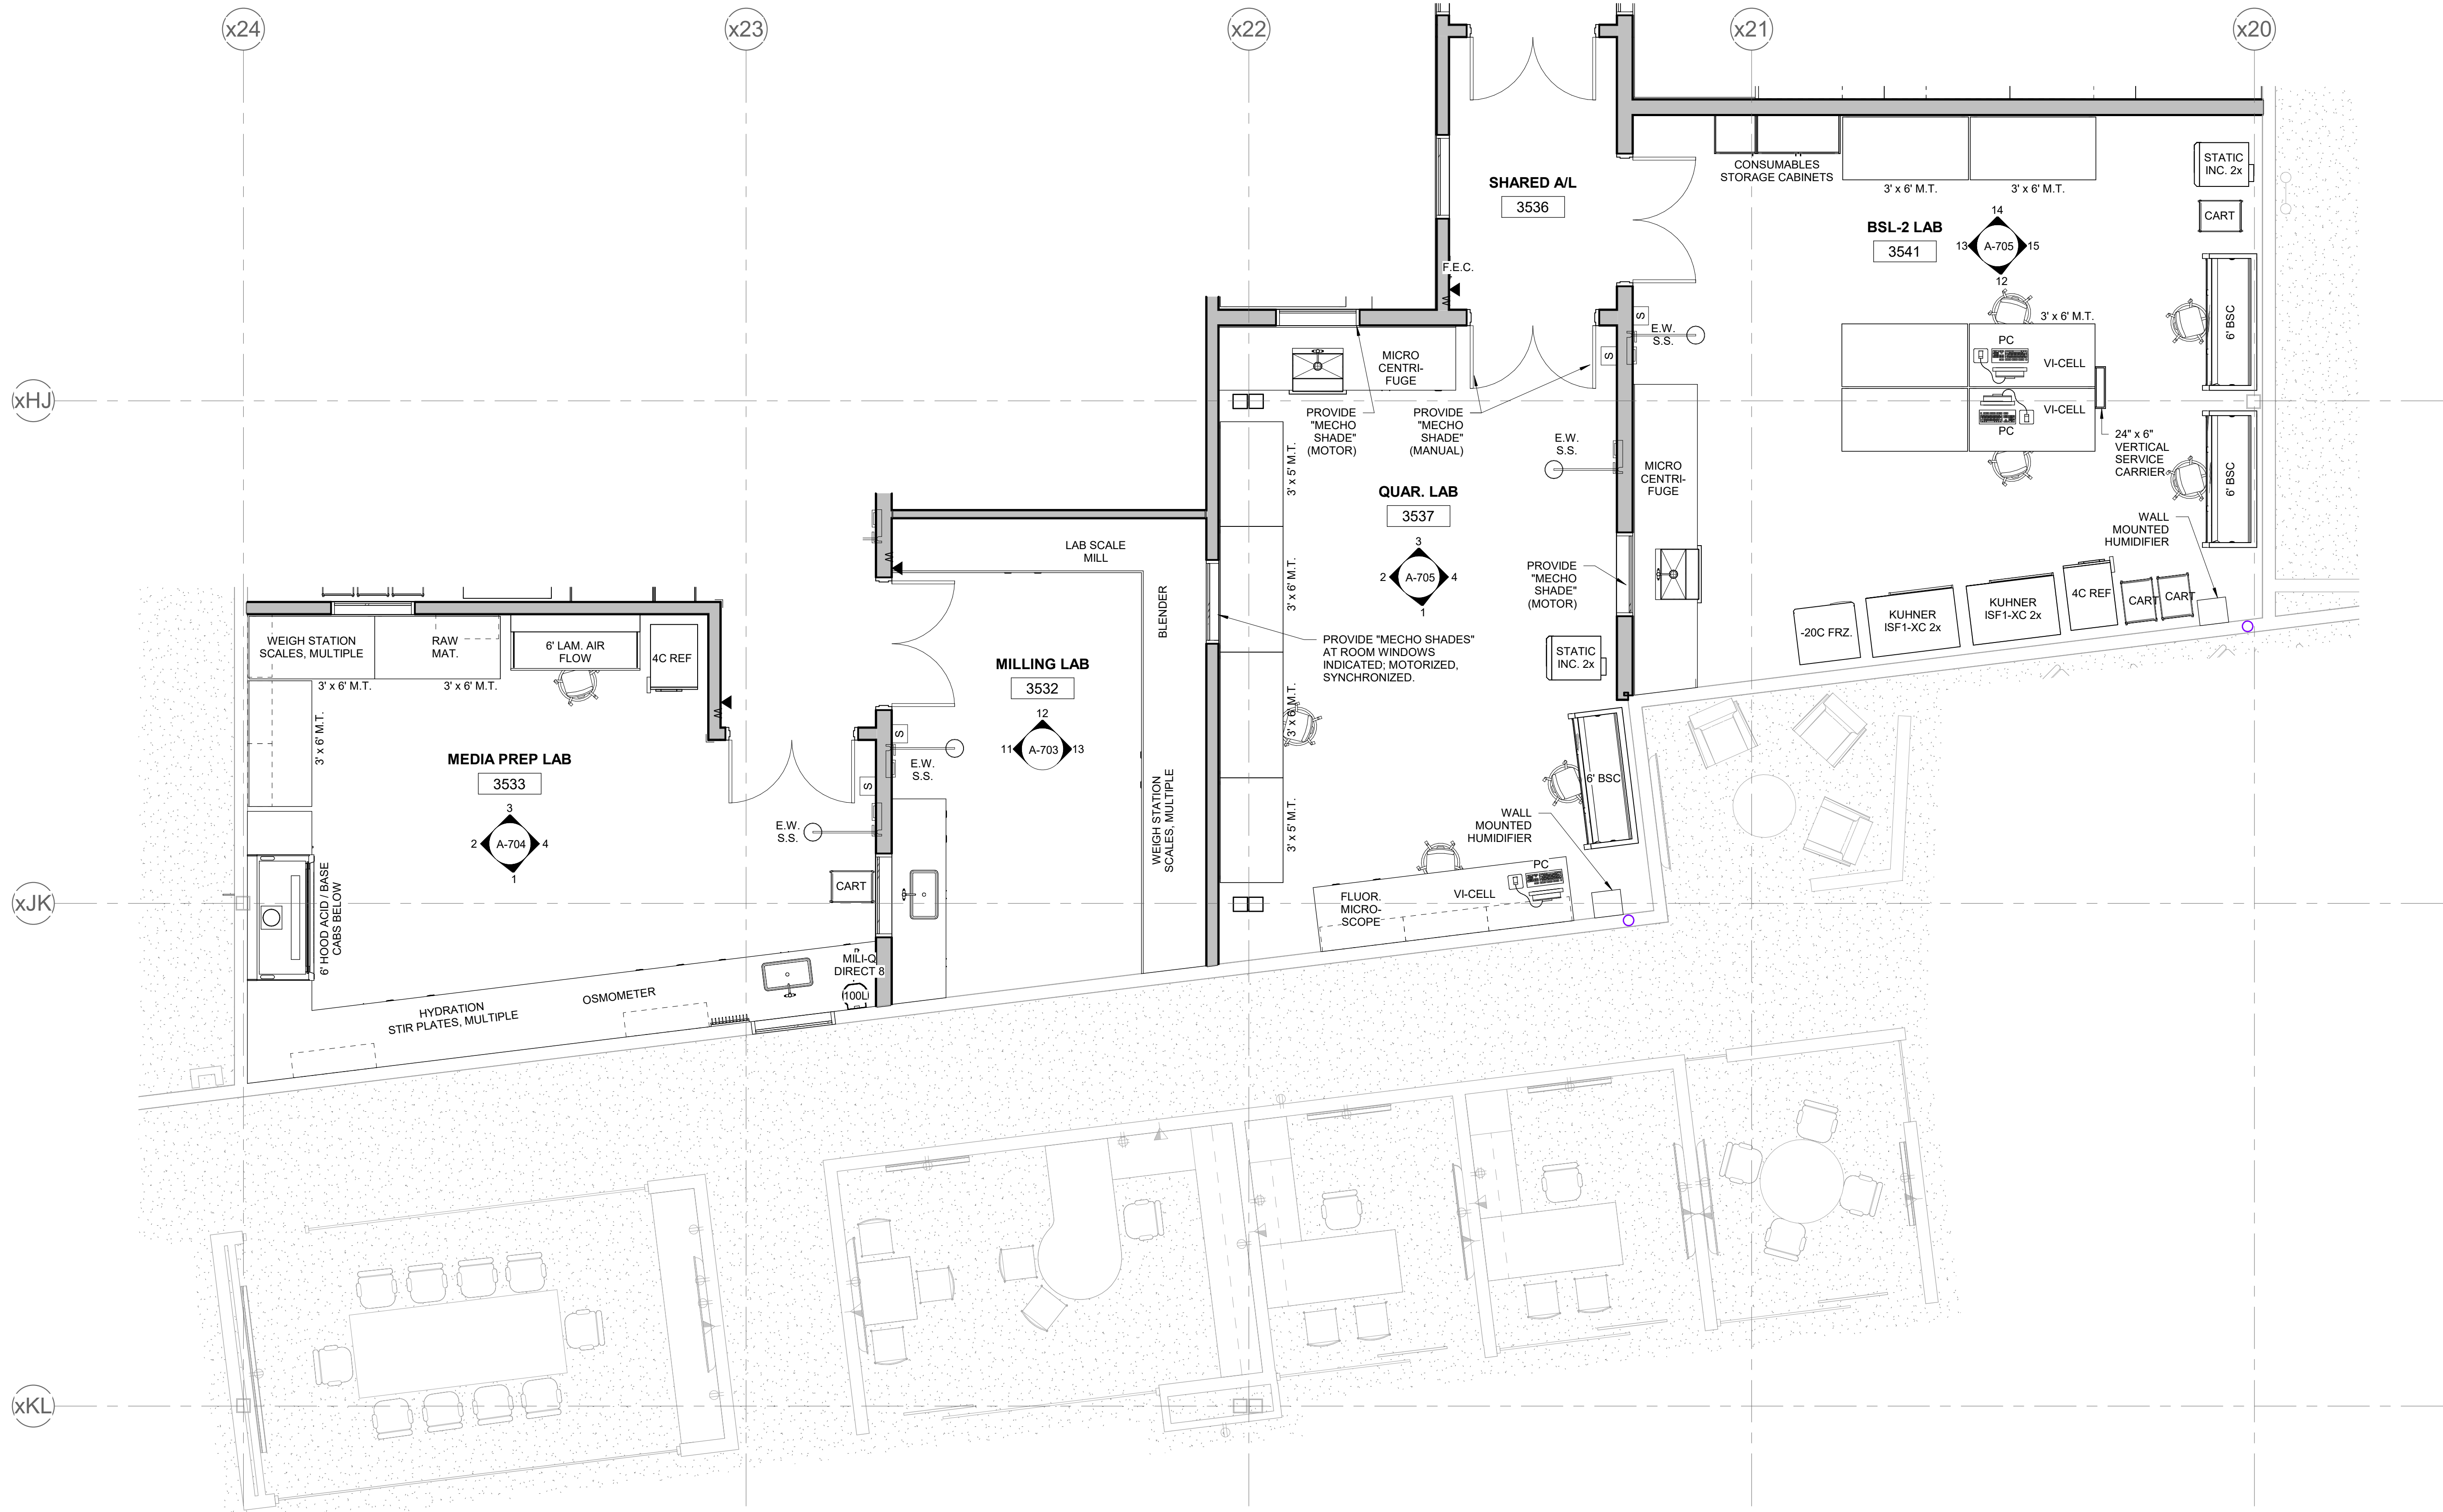 x24
x23
x22
x21
x20
xHJ
xJK
xKL
SHARED A/L
3536
F.E.C.
CONSUMABLES
STORAGE CABINETS
3' x 6' M.T.
3' x 6' M.T.
STATIC
INC. 2x
CART
BSL-2 LAB
3541
14
13
A-705
15
12
3' x 6' M.T.
PC
VI-CELL
VI-CELL
PC
6' BSC
6' BSC
24" x 6"
VERTICAL
SERVICE
CARRIER
WALL
MOUNTED
HUMIDIFIER
-20C FRZ.
KUHNER
ISF1-XC 2x
KUHNER
ISF1-XC 2x
4C REF
CART
CART
S
E.W.
S.S.
S
MICRO
CENTRI-
FUGE
MICRO
CENTRI-
FUGE
PROVIDE
"MECHO
SHADE"
(MOTOR)
PROVIDE
"MECHO
SHADE"
(MANUAL)
E.W.
S.S.
QUAR. LAB
3537
3
2
A-705
4
1
3' x 5' M.T.
3' x 6' M.T.
3' x 6' M.T.
3' x 5' M.T.
PROVIDE
"MECHO
SHADE"
(MOTOR)
PROVIDE "MECHO SHADES"
AT ROOM WINDOWS
INDICATED; MOTORIZED,
SYNCHRONIZED.
STATIC
INC. 2x
6' BSC
WALL
MOUNTED
HUMIDIFIER
PC
VI-CELL
FLUOR.
MICRO-
SCOPE
LAB SCALE
MILL
BLENDER
MILLING LAB
3532
12
11
A-703
13
WEIGH STATION
SCALES, MULTIPLE
S
E.W.
S.S.
WEIGH STATION
SCALES, MULTIPLE
RAW
MAT.
6' LAM. AIR
FLOW
4C REF
3' x 6' M.T.
3' x 6' M.T.
3' x 6' M.T.
MEDIA PREP LAB
3533
3
2
A-704
4
1
S
E.W.
S.S.
CART
6' HOOD ACID / BASE
CABS BELOW
MILI-Q
DIRECT 8
100L
OSMOMETER
HYDRATION
STIR PLATES, MULTIPLE